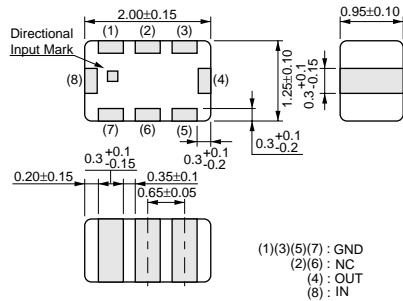 2.00±0.15
0.95±0.10
Directional
Input Mark
(1) (2) (3)
(8)
(4)
(7) (6) (5)
1.25±0.10
0.3 +0.1 -0.15
0.3 +0.1 -0.2
0.3 +0.1 -0.2
0.3 +0.1 -0.15
0.20±0.15
0.35±0.1
0.65±0.05
(1)(3)(5)(7) : GND
(2)(6) : NC
(4) : OUT
(8) : IN